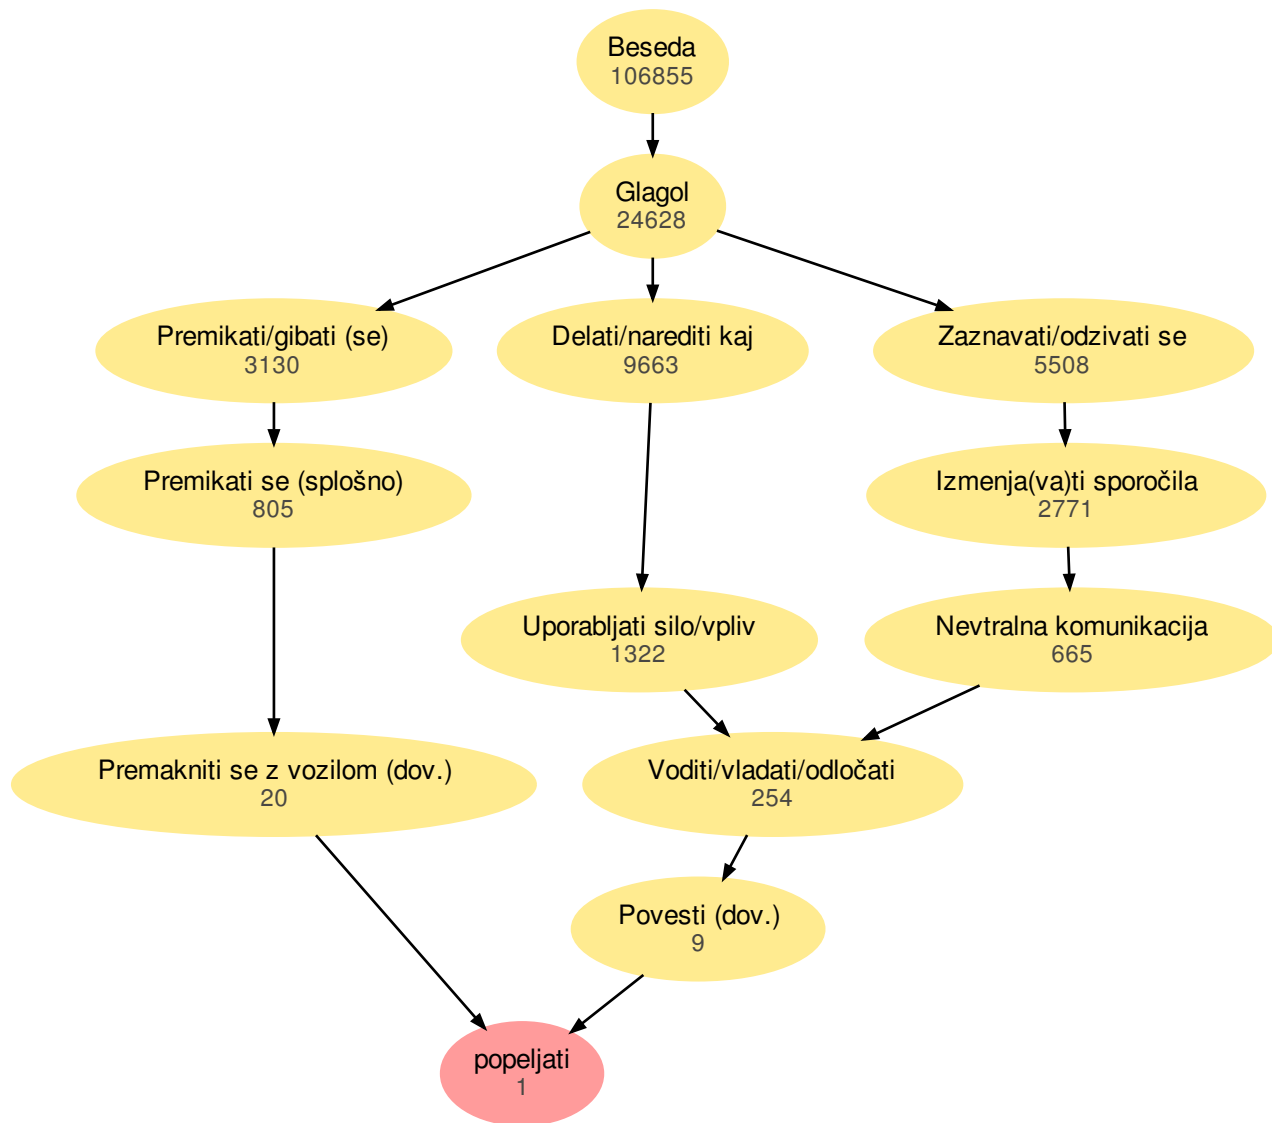 Beseda
106855
Glagol
24628
Premikati/gibati (se)
3130
Delati/narediti kaj
9663
Zaznavati/odzivati se
5508
Premikati se (splošno)
805
Izmenja(va)ti sporočila
2771
Uporabljati silo/vpliv
1322
Nevtralna komunikacija
665
Premakniti se z vozilom (dov.)
20
Voditi/vladati/odločati
254
Povesti (dov.)
9
popeljati
1